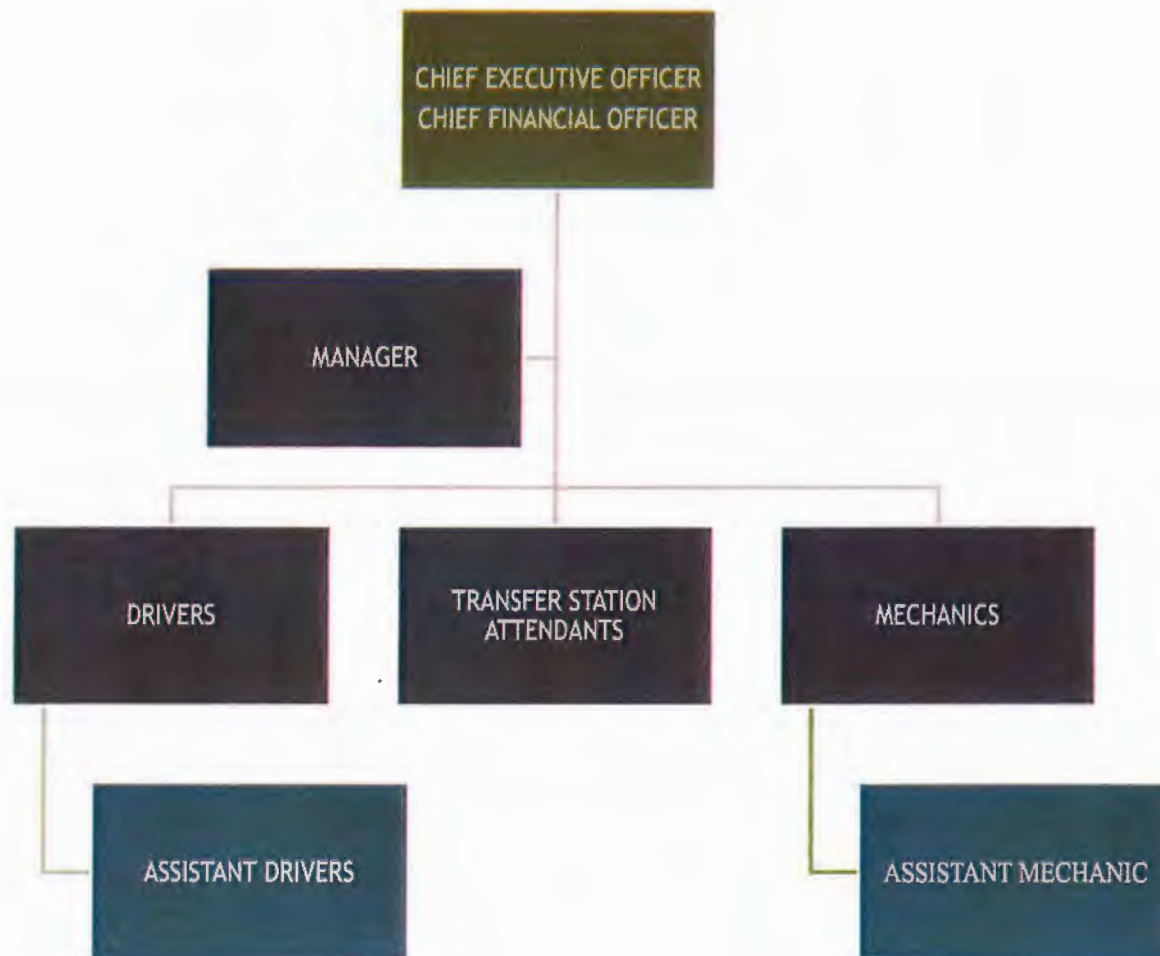 CHIEF EXECUTIVE OFFICER
CHIEF FINANCIAL OFFICER
MANAGER
DRIVERS
TRANSFER STATION
ATTENDANTS
MECHANICS
ASSISTANT DRIVERS
ASSISTANT MECHANIC